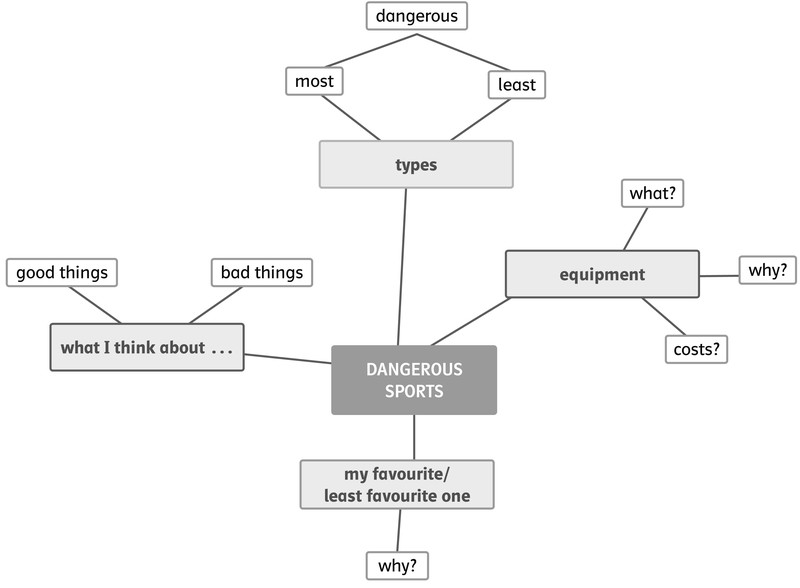 dangerous
most
least
types
what?
equipment
why?
costs?
good things
bad things
what I think about ...
DANGEROUS
SPORTS
my favourite/
least favourite one
why?